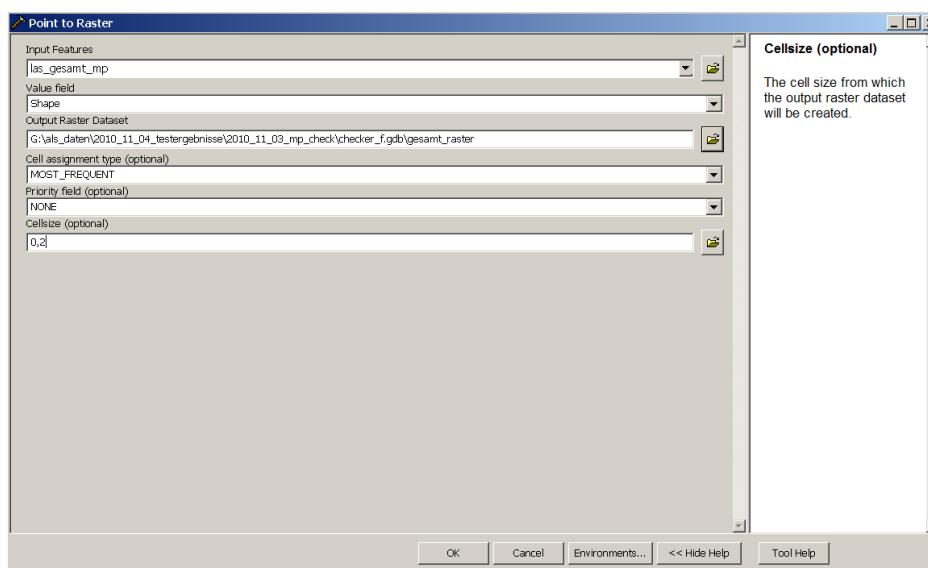 Point to Raster
Input Features
las_gesamt_mp
Value field
Shape
Output Raster Dataset
G:\als_daten\2010_11_04_testergebnisse\2010_11_03_mp_check\checker_f.gdb\gesamt_raster
Cell assignment type (optional)
MOST_FREQUENT
Priority field (optional)
NONE
Cellsize (optional)
0,2
Cellsize (optional)
The cell size from which
the output raster dataset
will be created.
OK
Cancel
Environments...
<< Hide Help
Tool Help